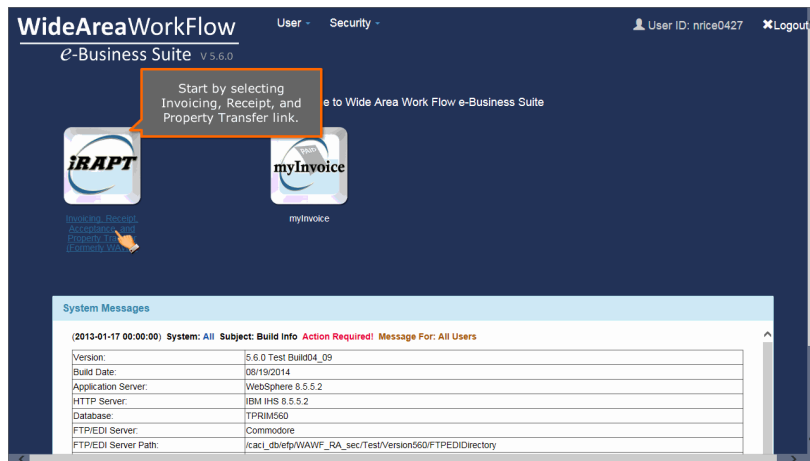 WideAreaWorkFlow User Security User ID: nrice0427 Logout
e-Business Suite V 5.6.0
Start by selecting
Invoicing, Receipt, and
Property Transfer link.
e to Wide Area Work Flow e-Business Suite
iRAPT
PAID
myInvoice
Invoicing, Receipt,
Acceptance, and
Property
(Formerly
myInvoice
System Messages
(2013-01-17 00:00:00) System: All Subject: Build Info Action Required! Message For: All Users
Version: 5.6.0 Test Build04_09
Build Date: 08/19/2014
Application Server: WebSphere 8.5.5.2
HTTP Server: IBM IHS 8.5.5.2
Database: TPRIM560
FTP/EDI Server: Commodore
FTP/EDI Server Path: /caci_db/efp/WAWF_RA_sec/Test/Version560/FTPEDIDirectory